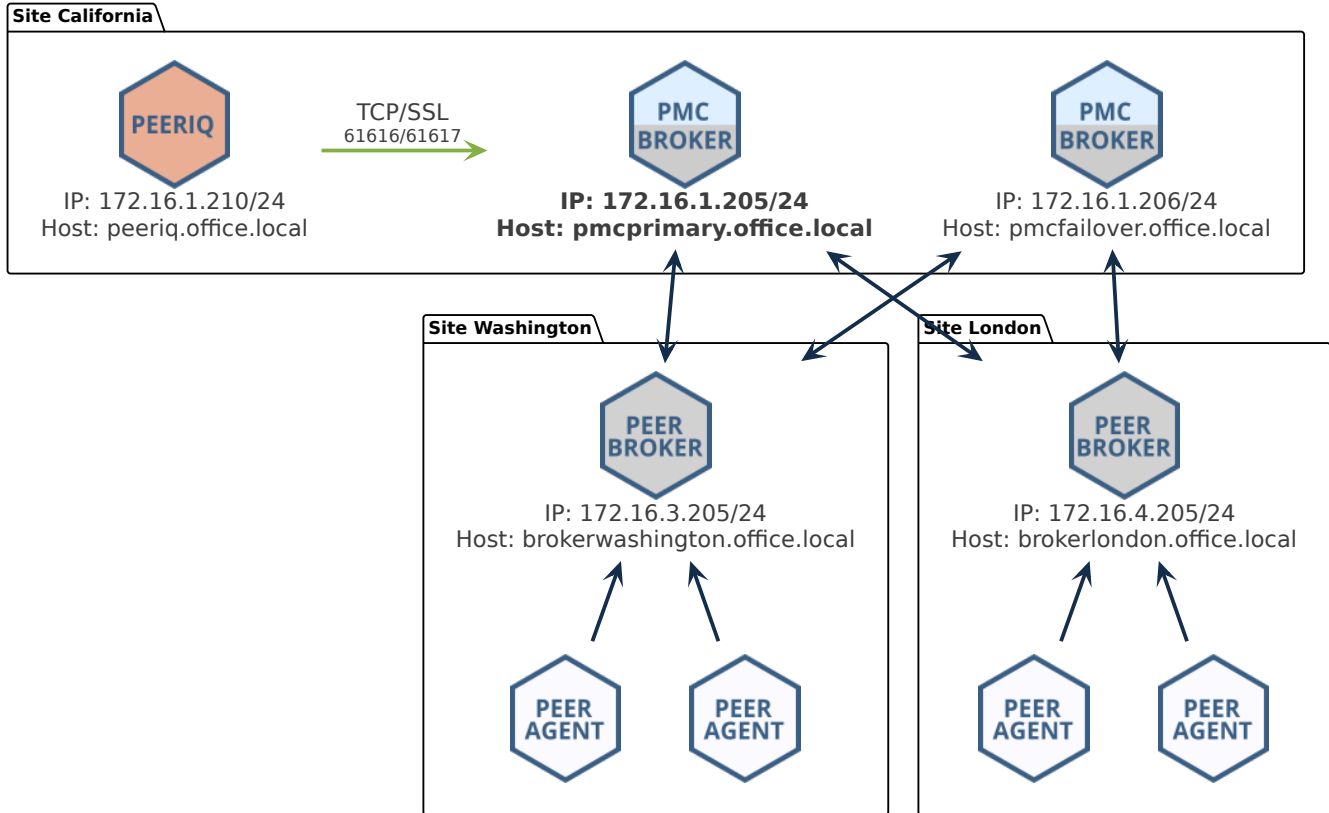 Site California
PEERIQ
IP: 172.16.1.210/24
Host: peeriq.office.local
TCP/SSL
61616/61617
PMC
BROKER
IP: 172.16.1.205/24
Host: pmcprimary.office.local
PMC
BROKER
IP: 172.16.1.206/24
Host: pmcfailover.office.local
Site Washington
PEER
BROKER
IP: 172.16.3.205/24
Host: brokerwashington.office.local
PEER
AGENT
PEER
AGENT
Site London
PEER
BROKER
IP: 172.16.4.205/24
Host: brokerlondon.office.local
PEER
AGENT
PEER
AGENT